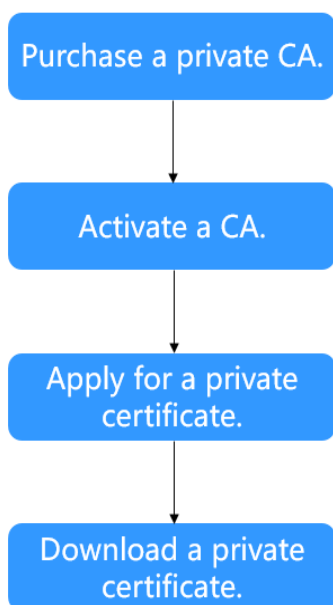 Purchase a private CA.
Activate a CA.
Apply for a private
certificate.
Download a private
certificate.